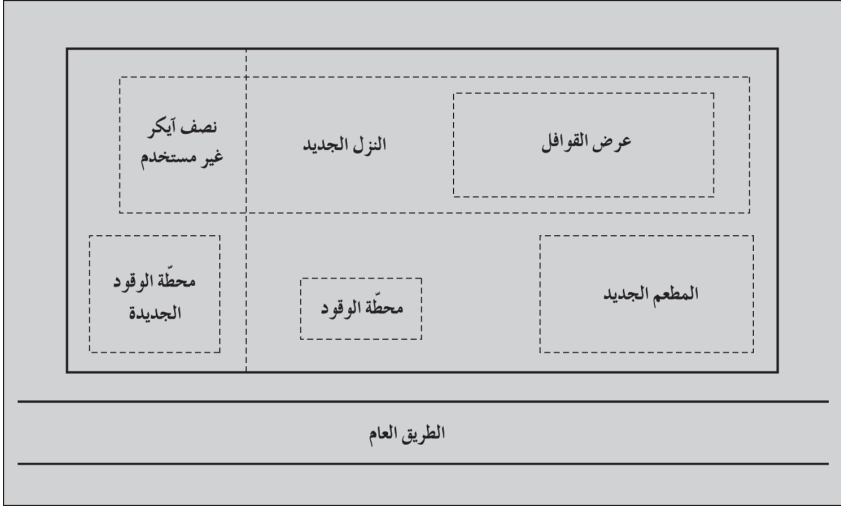 عرض القوافل
النزل الجديد
نصف آيكر
غير مستخدم
المطعم الجديد
محطّة الوقود
محطّة الوقود
الجديدة
الطريق العام